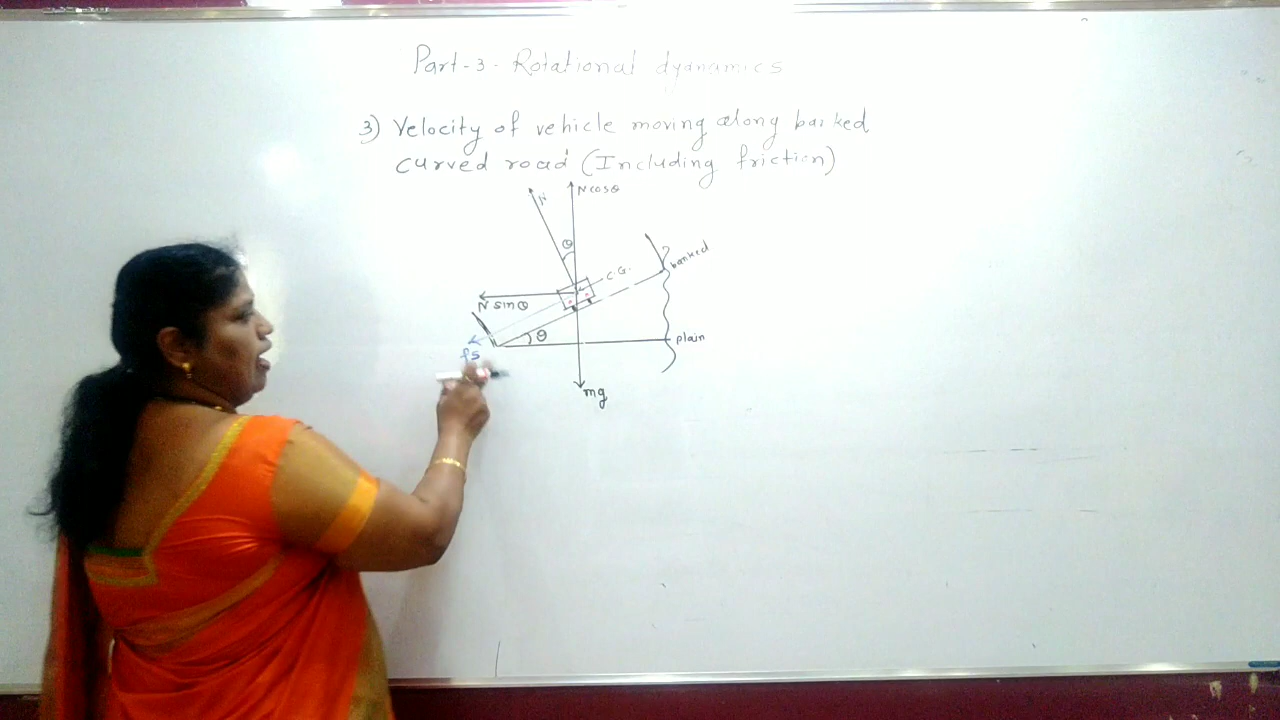 Part-3- Rotational dyanamics
3) Velocity of vehicle moving along banked
curved road (Including friction)
N
N cosθ
θ
banked
C.G.
N sinθ
θ
plain
fs
mg